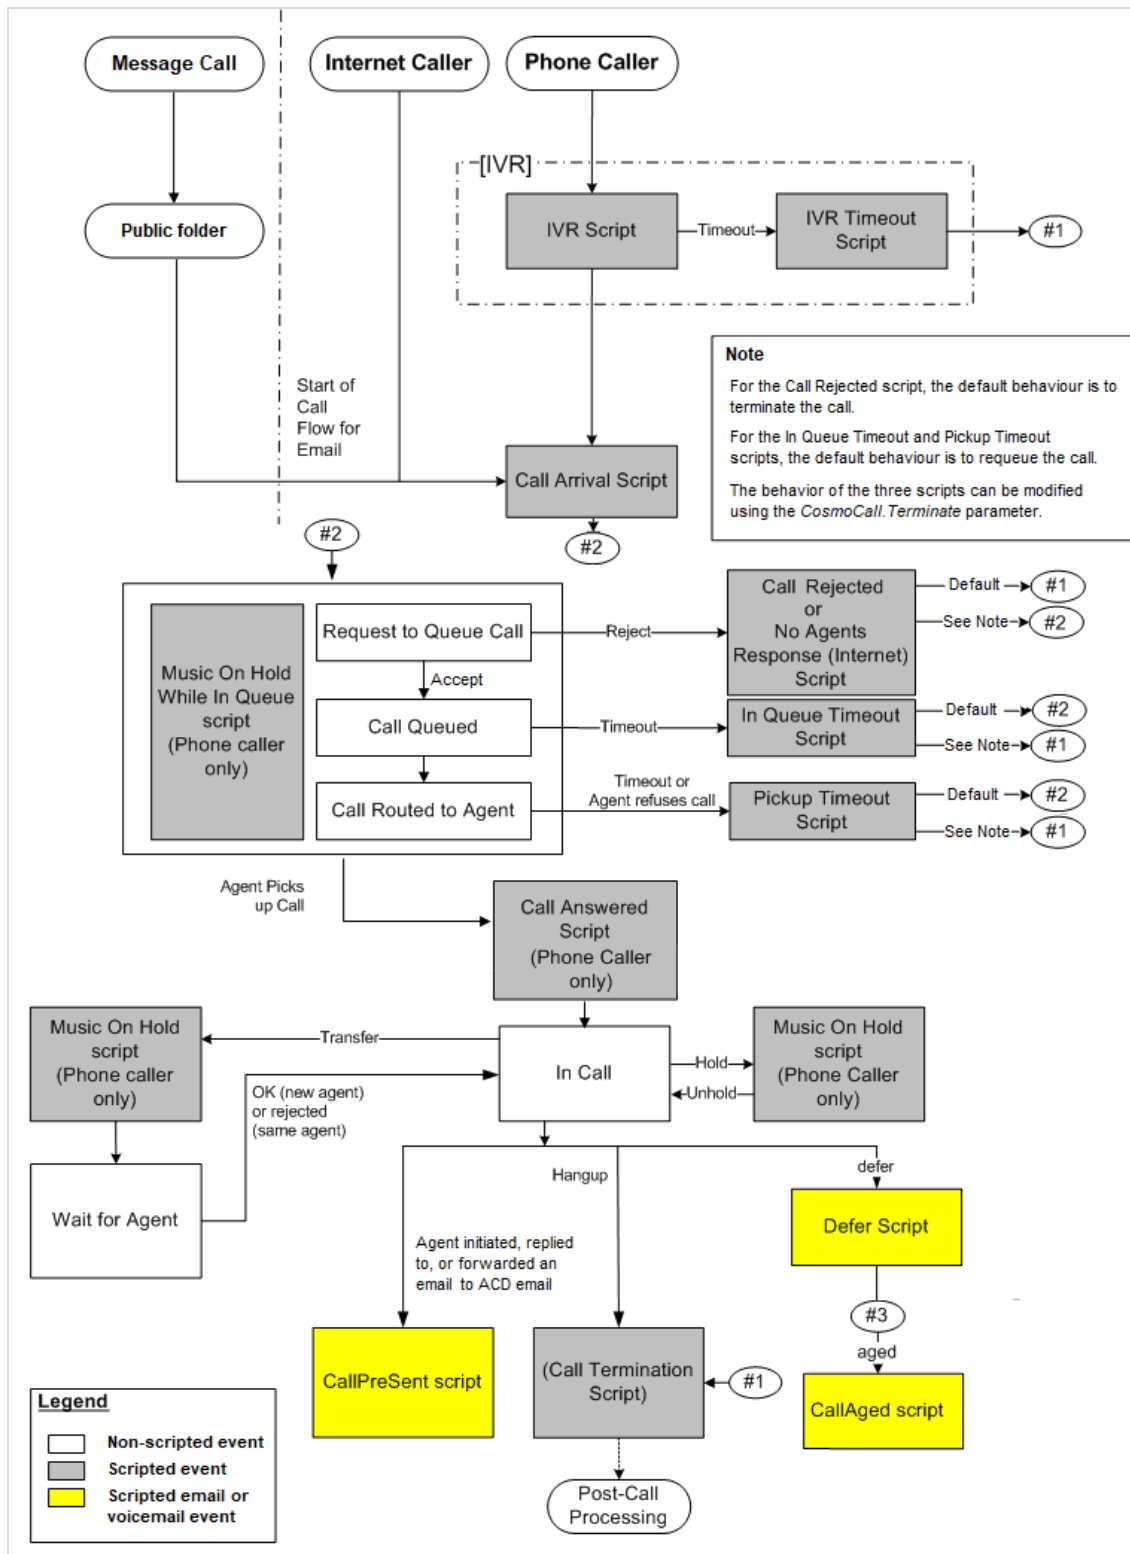 Message Call
Internet Caller
Phone Caller
[IVR]
Public folder
IVR Script
Timeout
IVR Timeout
Script
#1
Start of
Call
Flow for
Email
Note
For the Call Rejected script, the default behaviour is to
terminate the call.
For the In Queue Timeout and Pickup Timeout
scripts, the default behaviour is to requeue the call.
The behavior of the three scripts can be modified
using the CosmoCall.Terminate parameter.
Call Arrival Script
#2
#2
Music On Hold
While In Queue
script
(Phone caller
only)
Request to Queue Call
Reject
Call Rejected
or
No Agents
Response (Internet)
Script
Default
#1
See Note
#2
Accept
Call Queued
Timeout
In Queue Timeout
Script
Default
#2
See Note
#1
Call Routed to Agent
Timeout or
Agent refuses call
Pickup Timeout
Script
Default
#2
See Note
#1
Agent Picks
up Call
Call Answered
Script
(Phone Caller
only)
Music On Hold
script
(Phone caller
only)
Transfer
In Call
Hold
Unhold
Music On Hold
script
(Phone Caller
only)
OK (new agent)
or rejected
(same agent)
Wait for Agent
Hangup
defer
Defer Script
Agent initiated, replied
to, or forwarded an
email to ACD email
#3
aged
CallPreSent script
(Call Termination
Script)
#1
CallAged script
Legend
Non-scripted event
Scripted event
Scripted email or
voicemail event
Post-Call
Processing